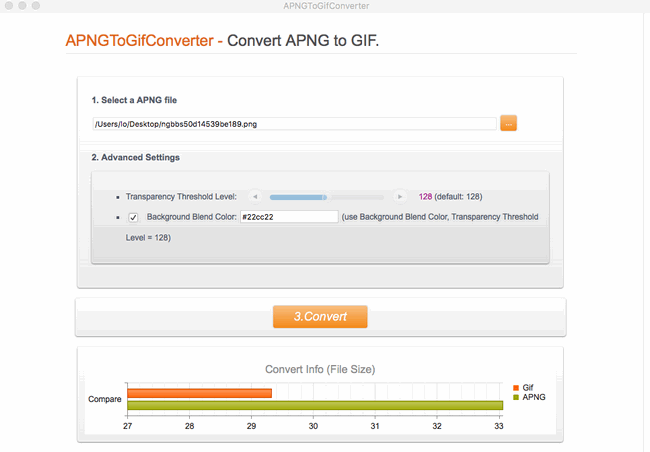 APNGToGifConverter
APNGToGifConverter - Convert APNG to GIF.
1. Select a APNG file
/Users/lo/Desktop/ngbbs50d14539be189.png
...
2. Advanced Settings
Transparency Threshold Level: 128 (default: 128)
Background Blend Color: #22cc22 (use Background Blend Color, Transparency Threshold
Level = 128)
3.Convert
Convert Info (File Size)
Gif
APNG
Compare
27 28 29 30 31 32 33